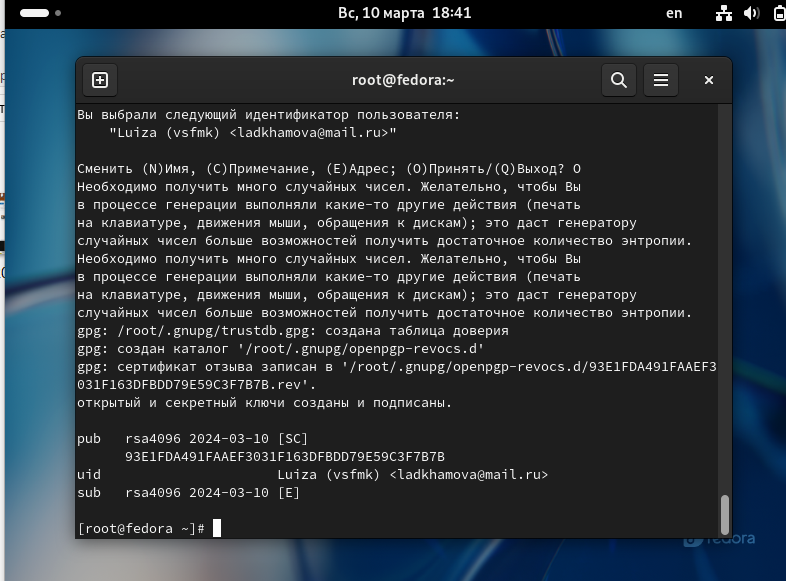 Вс, 10 марта 18:41
en
root@fedora:~
Вы выбрали следующий идентификатор пользователя:
"Luiza (vsfmk) <ladkhamova@mail.ru>"
Сменить (N)Имя, (C)Примечание, (E)Адрес; (O)Принять/(Q)Выход? O
Необходимо получить много случайных чисел. Желательно, чтобы Вы
в процессе генерации выполняли какие-то другие действия (печать
на клавиатуре, движения мыши, обращения к дискам); это даст генератору
случайных чисел больше возможностей получить достаточное количество энтропии.
Необходимо получить много случайных чисел. Желательно, чтобы Вы
в процессе генерации выполняли какие-то другие действия (печать
на клавиатуре, движения мыши, обращения к дискам); это даст генератору
случайных чисел больше возможностей получить достаточное количество энтропии.
gpg: /root/.gnupg/trustdb.gpg: создана таблица доверия
gpg: создан каталог '/root/.gnupg/openpgp-revocs.d'
gpg: сертификат отзыва записан в '/root/.gnupg/openpgp-revocs.d/93E1FDA491FAAEF3
031F163DFBDD79E59C3F7B7B.rev'.
открытый и секретный ключи созданы и подписаны.
pub   rsa4096 2024-03-10 [SC]
93E1FDA491FAAEF3031F163DFBDD79E59C3F7B7B
uid                      Luiza (vsfmk) <ladkhamova@mail.ru>
sub   rsa4096 2024-03-10 [E]
[root@fedora ~]#
fedora